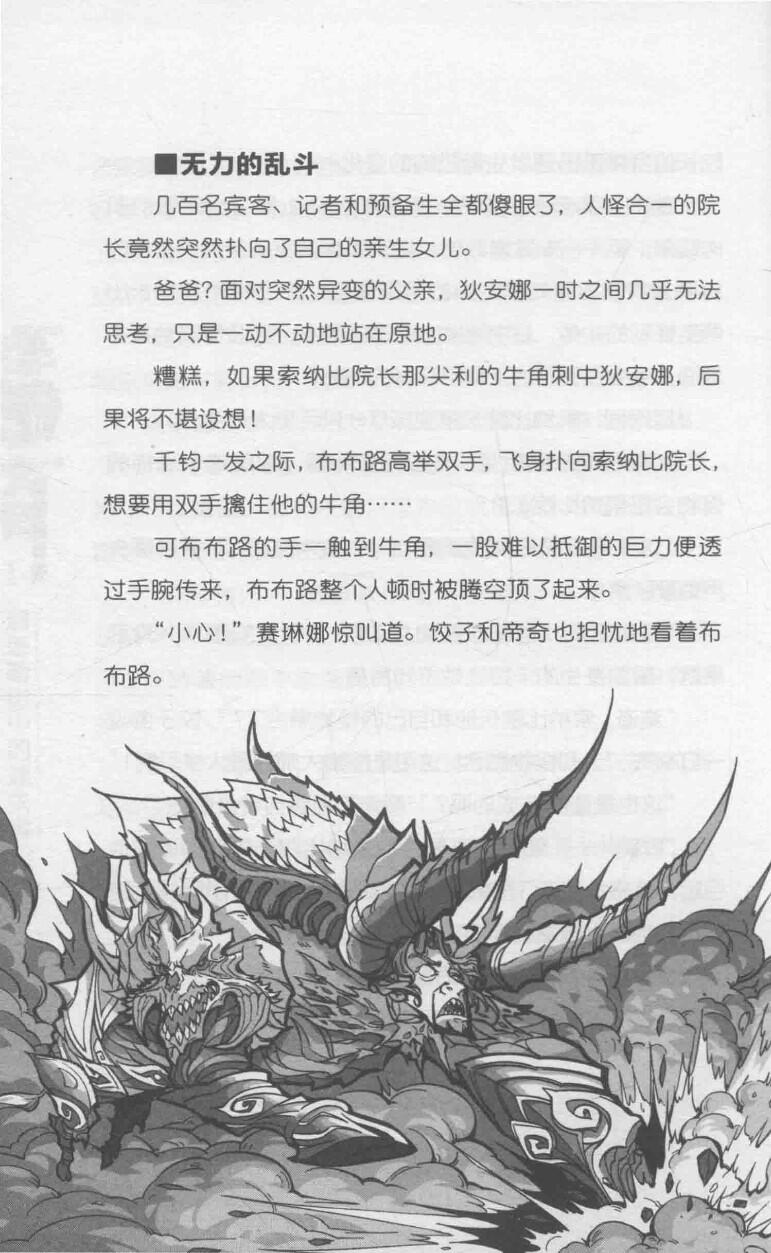 ■无力的乱斗
几百名宾客、记者和预备生全都傻眼了，人怪合一的院
长竟然突然扑向了自己的亲生女儿。
爸爸？面对突然异变的父亲，狄安娜一时之间几乎无法
思考，只是一动不动地站在原地。
糟糕，如果索纳比院长那尖利的牛角刺中狄安娜，后
果将不堪设想！
千钧一发之际，布布路高举双手，飞身扑向索纳比院长，
想要用双手擒住他的牛角……
可布布路的手一触到牛角，一股难以抵御的巨力便透
过手腕传来，布布路整个人顿时被腾空顶了起来。
“小心！”赛琳娜惊叫道。饺子和帝奇也担忧地看着布
布路。